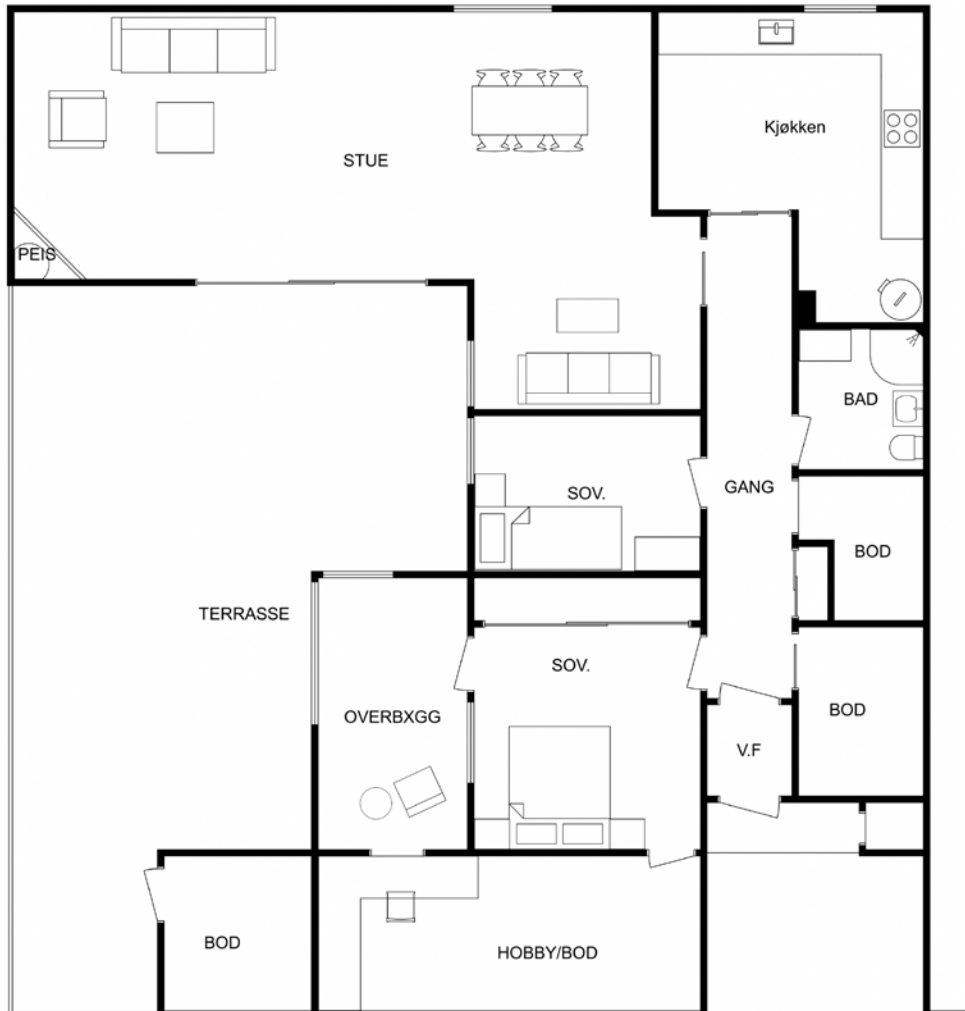 Kjøkken
STUE
PEIS
BAD
GANG
SOV.
BOD
TERRASSE
SOV.
OVERBXGG
BOD
V.F
BOD
HOBBY/BOD